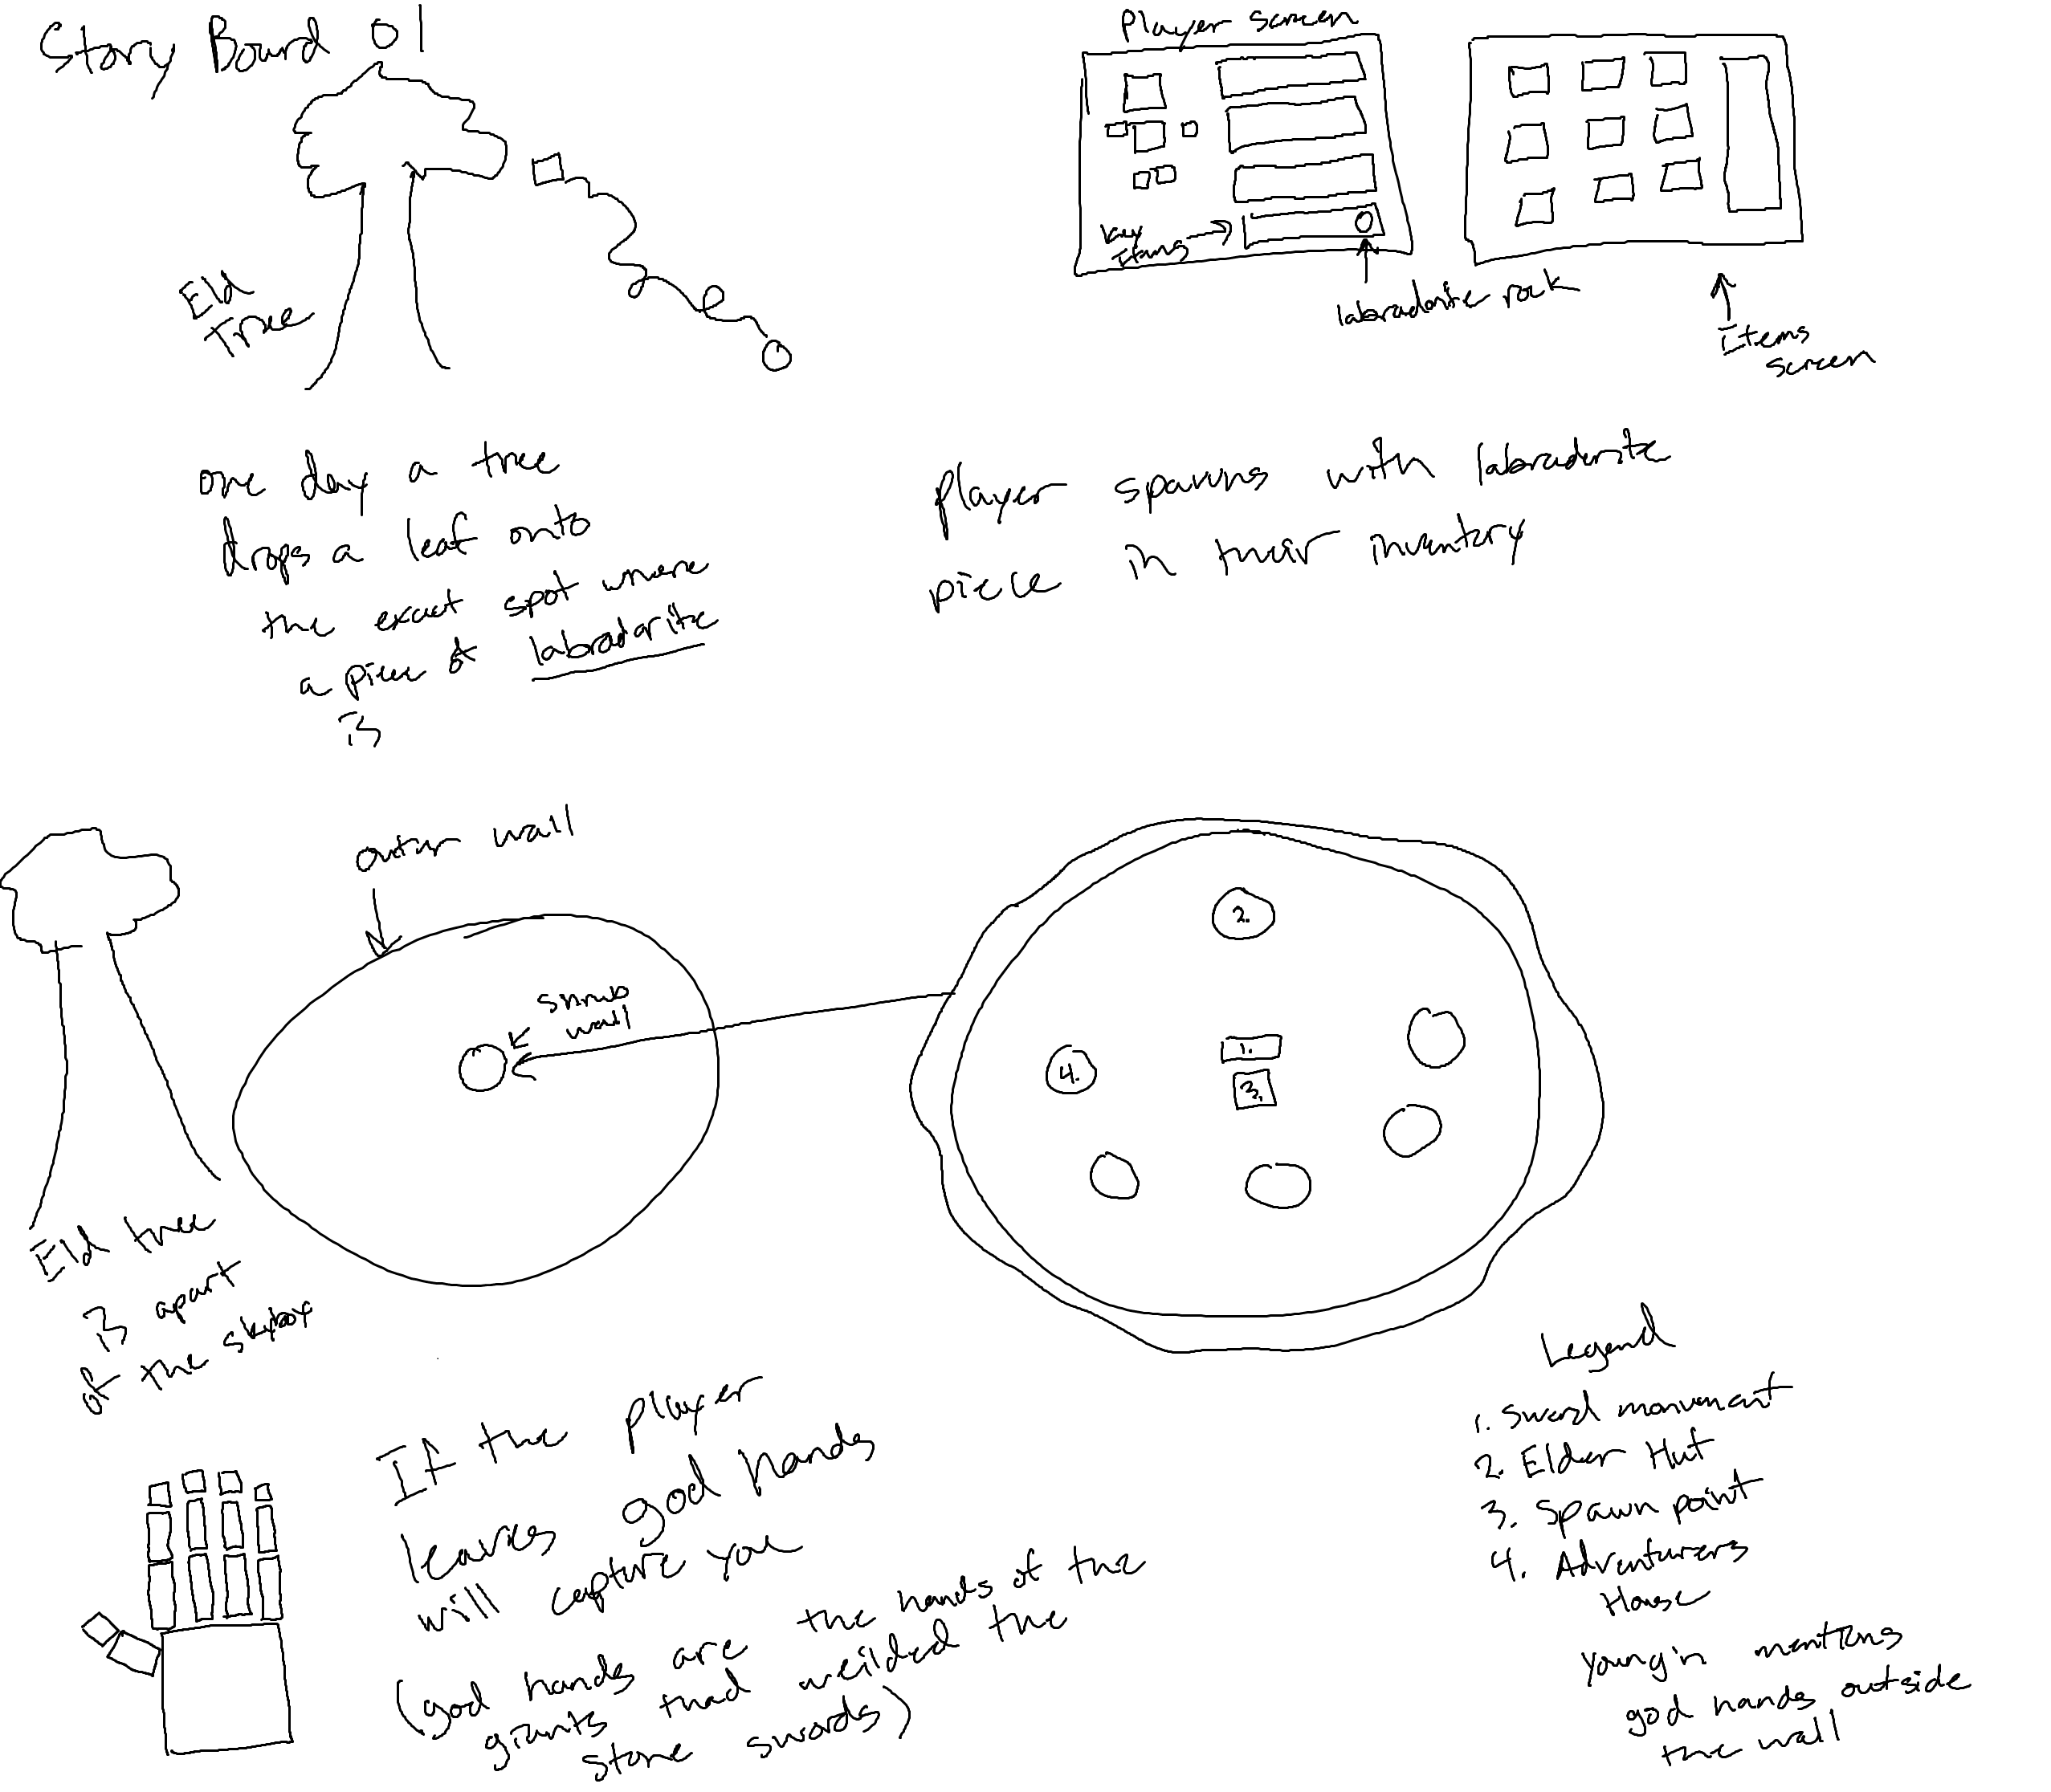 Story Board 01
Eld
Tree
one day a tree
drops a leaf onto
the exact spot where
a piece of labradorite
is
Player screen
key
Items
labradorite rock
Items
screen
player spawns with labradorite
piece in their inventory
outer wall
shrub
wall
Eld tree
is apart
of the skybox
2.
1.
3.
4.
If the player
leaves god hands
will capture you
(god hands are the hands of the
giants thad weilded the
stone swords)
Legend
1. Sword monument
2. Elder Hut
3. Spawn point
4. Adventurers
House
Young'n mentions
god hands outside
the wall